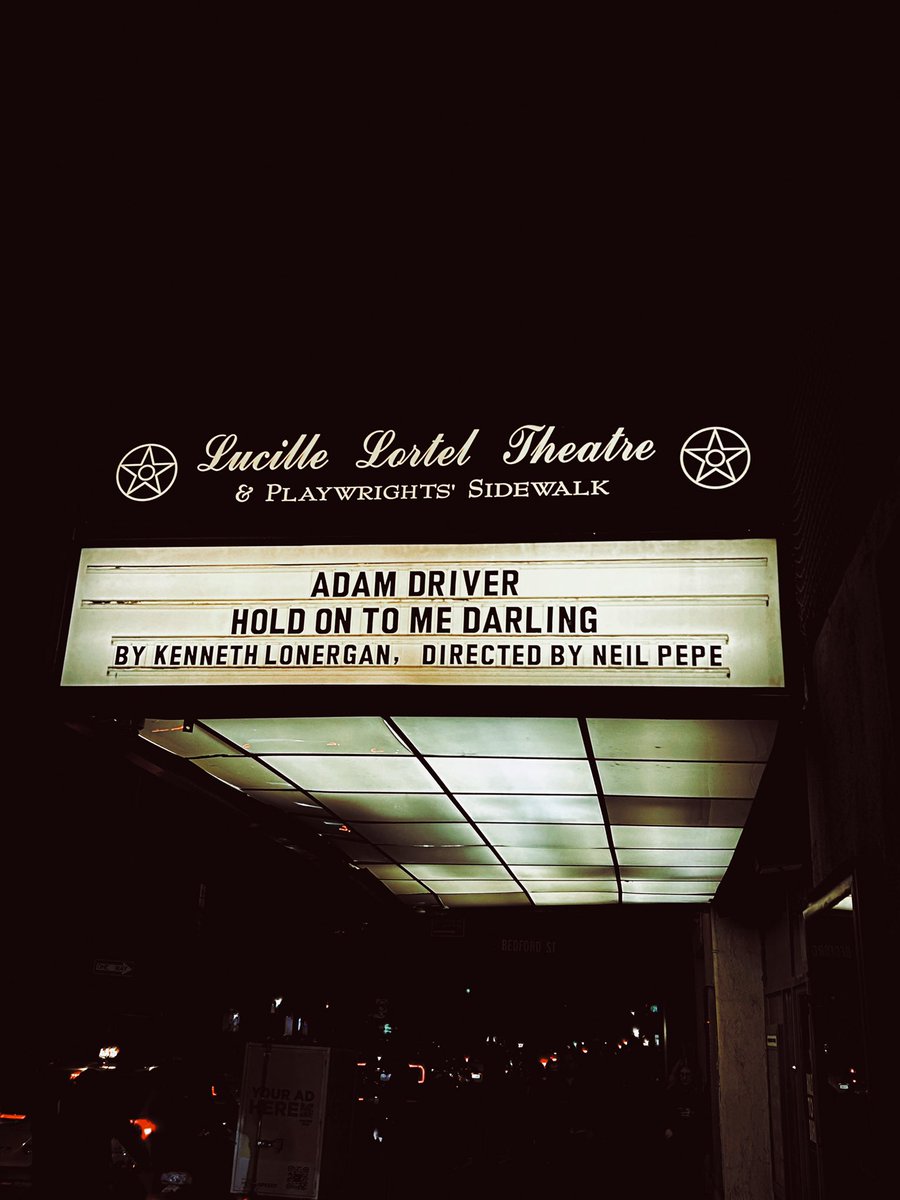 Lucille Lortel Theatre
& PLAYWRIGHTS' SIDEWALK
ADAM DRIVER
HOLD ON TO ME DARLING
BY KENNETH LONERGAN, DIRECTED BY NEIL PEPE
BEDFORD ST
YOUR AD
HERE